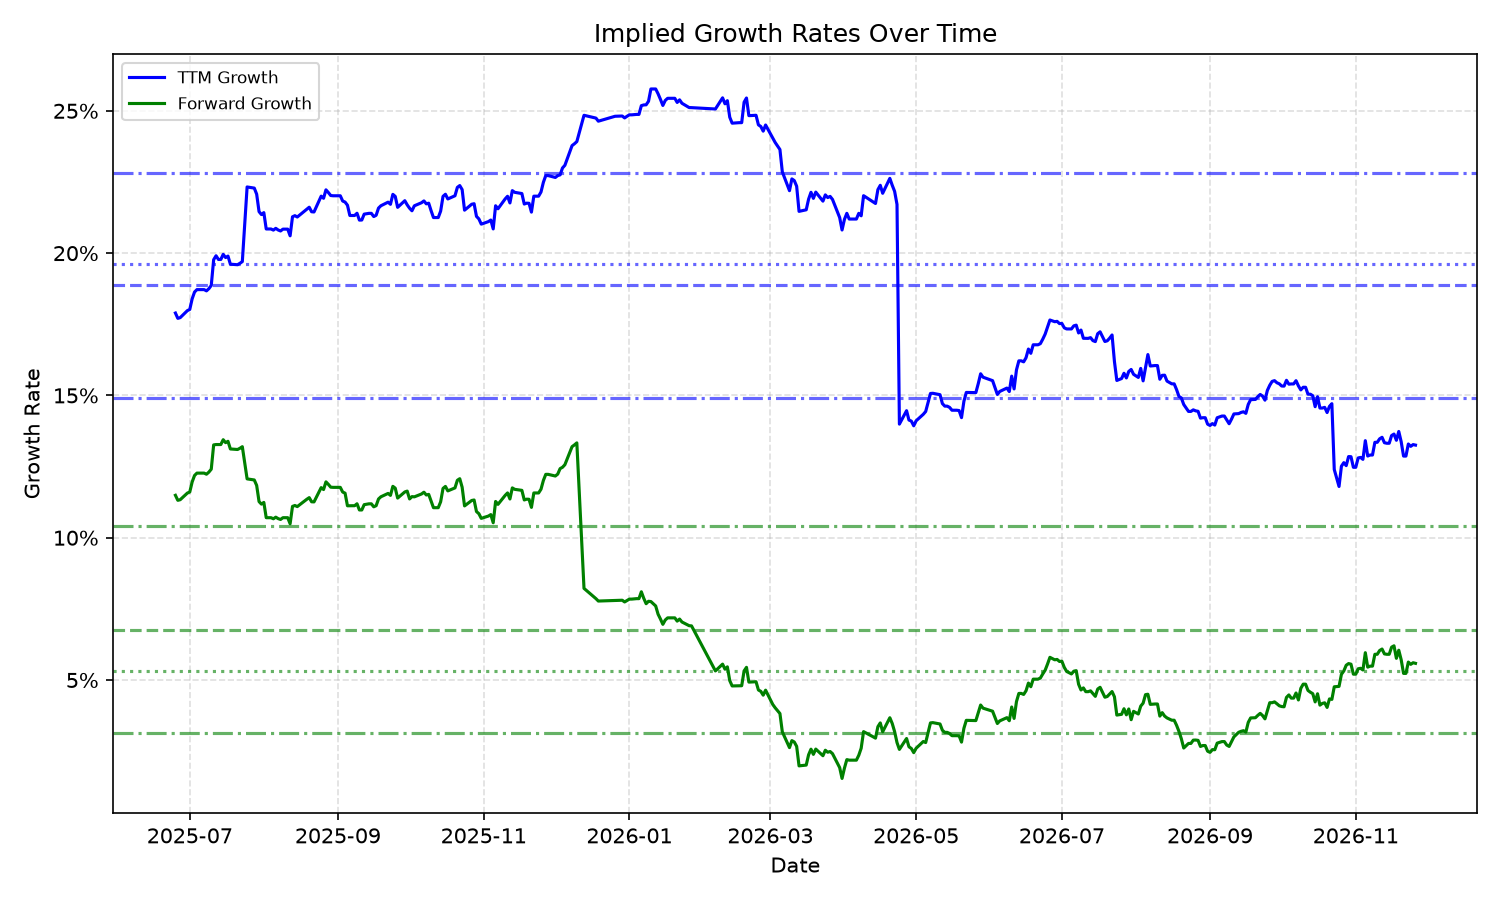 Implied Growth Rates Over Time
TTM Growth
Forward Growth
25%
20%
15%
10%
5%
Growth Rate
2025-07
2025-09
2025-11
2026-01
2026-03
2026-05
2026-07
2026-09
2026-11
Date